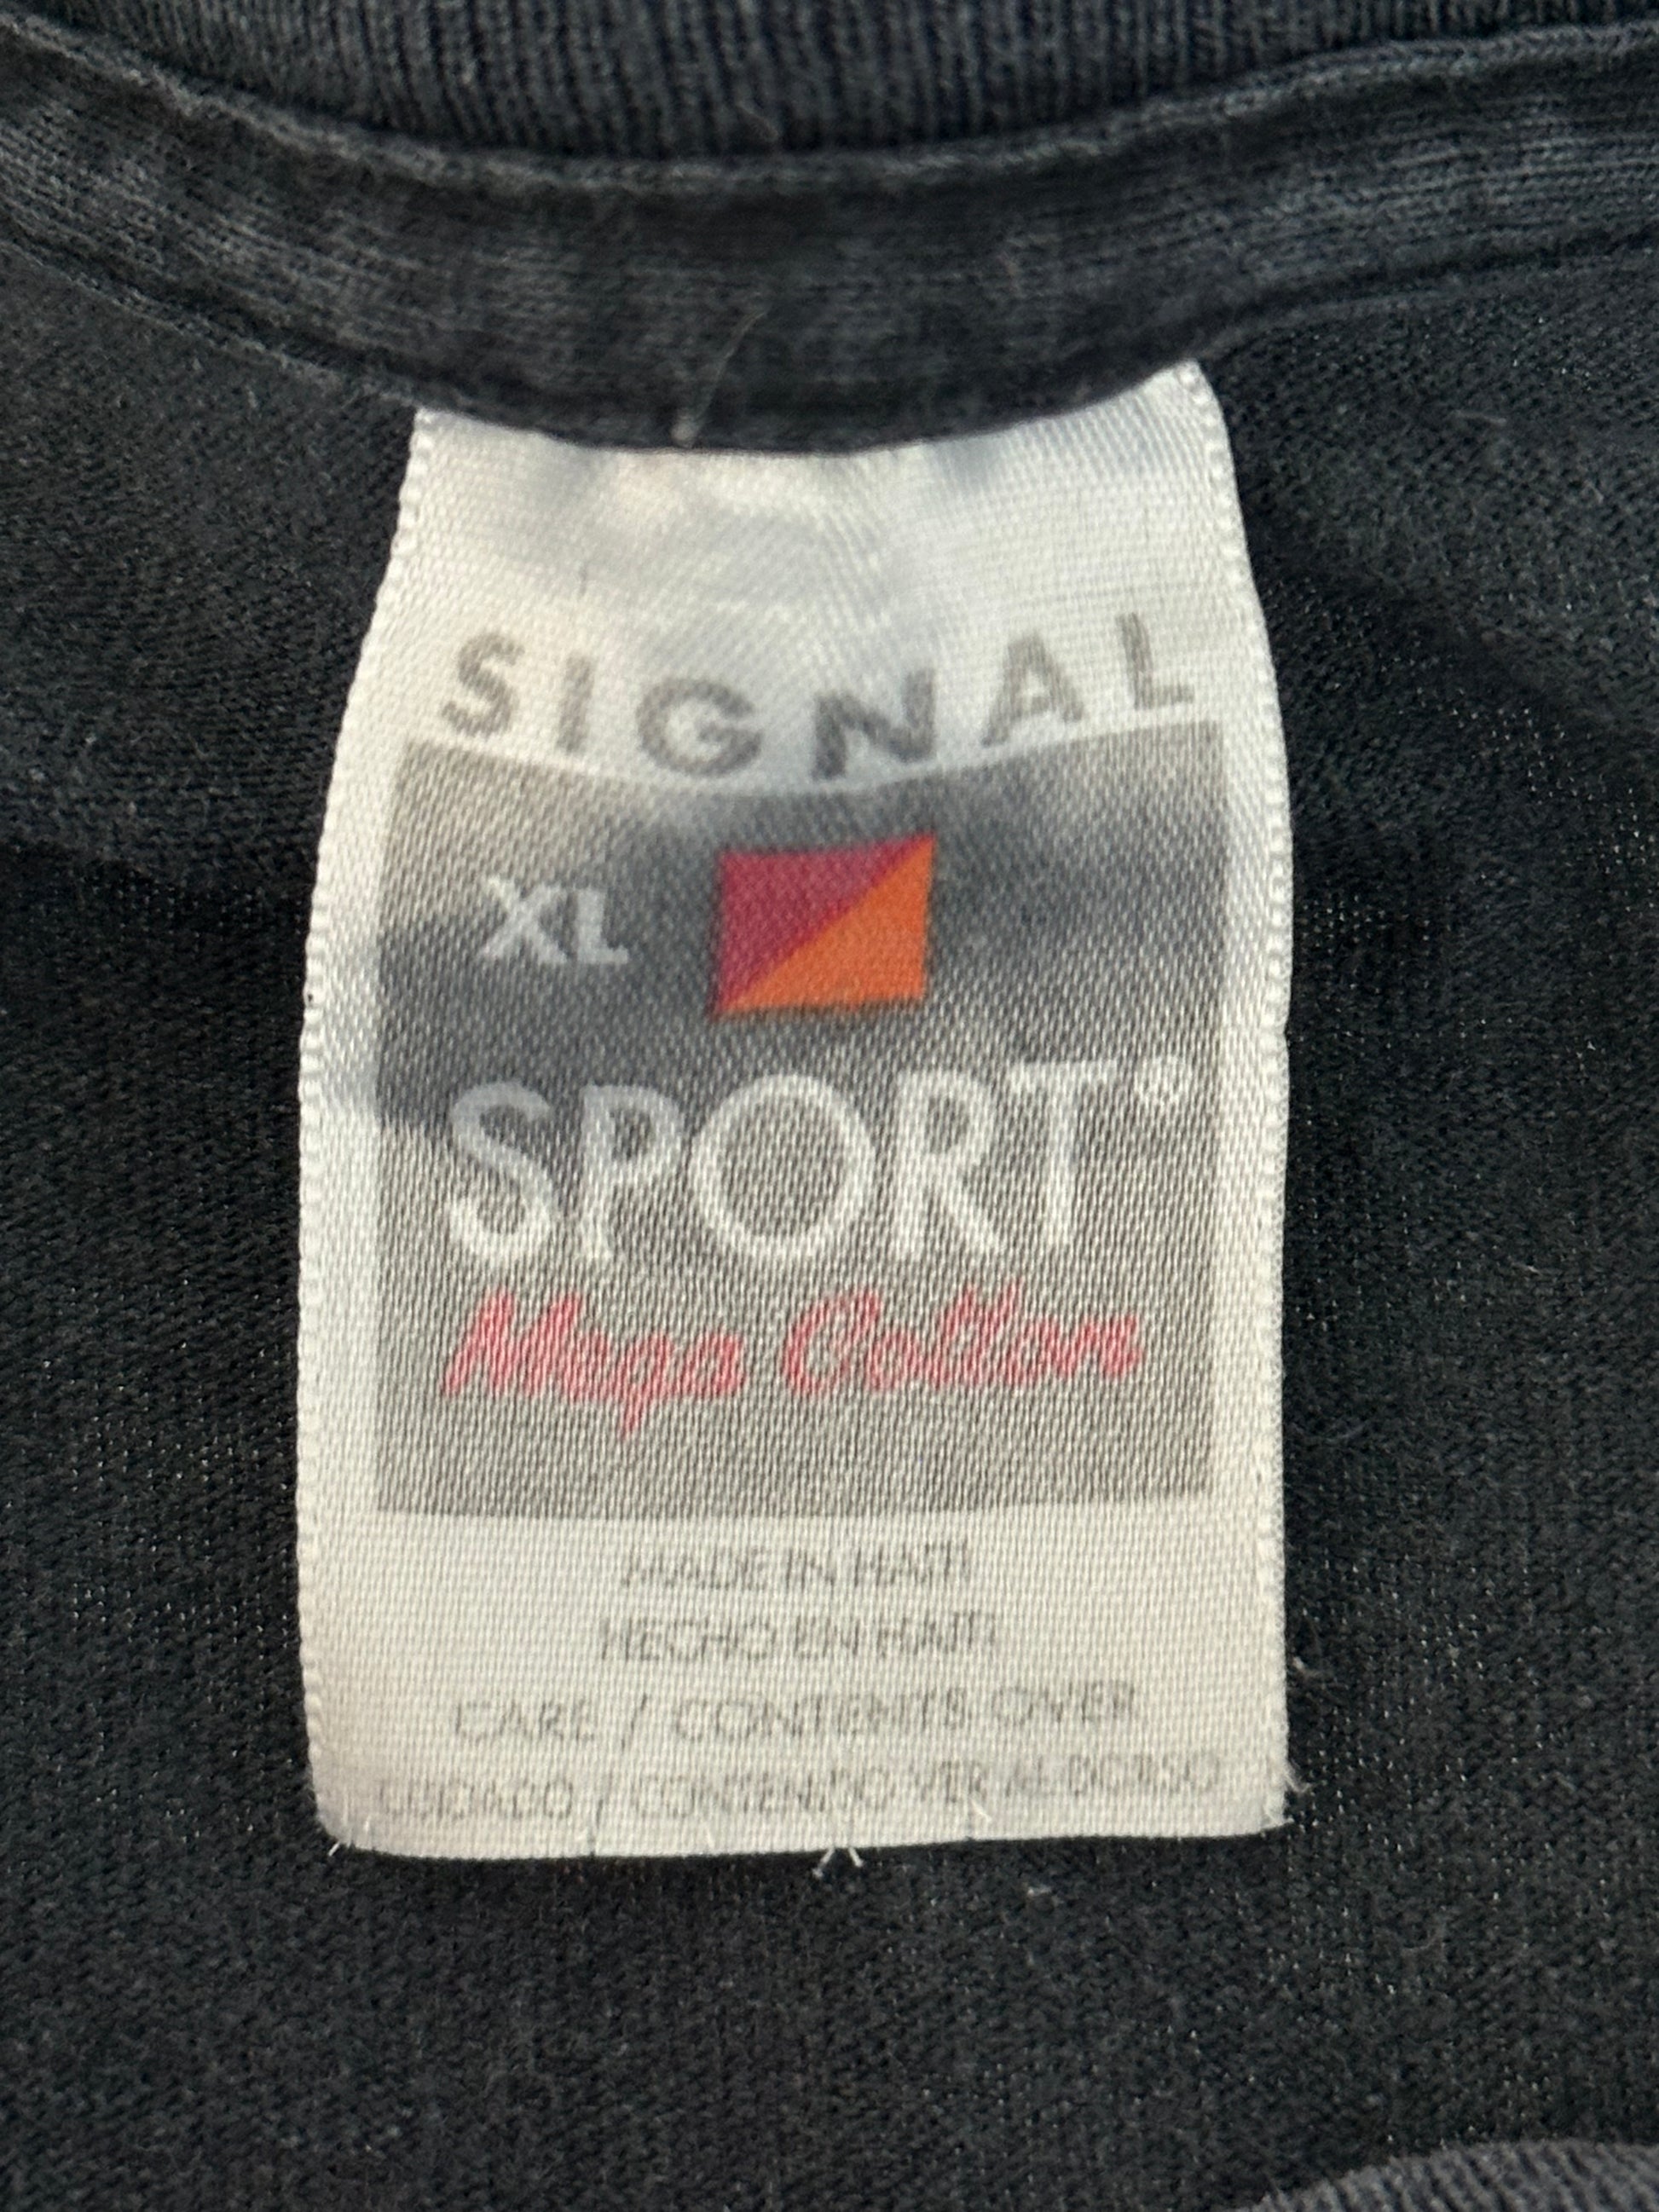 SIGNAL
XL
SPORT®
Mega Cotton
MADE IN HAITI
HECHO EN HAITI
CARE / CONTENTS OVER
CUIDADO / CONTENIDO VER AL DORSO